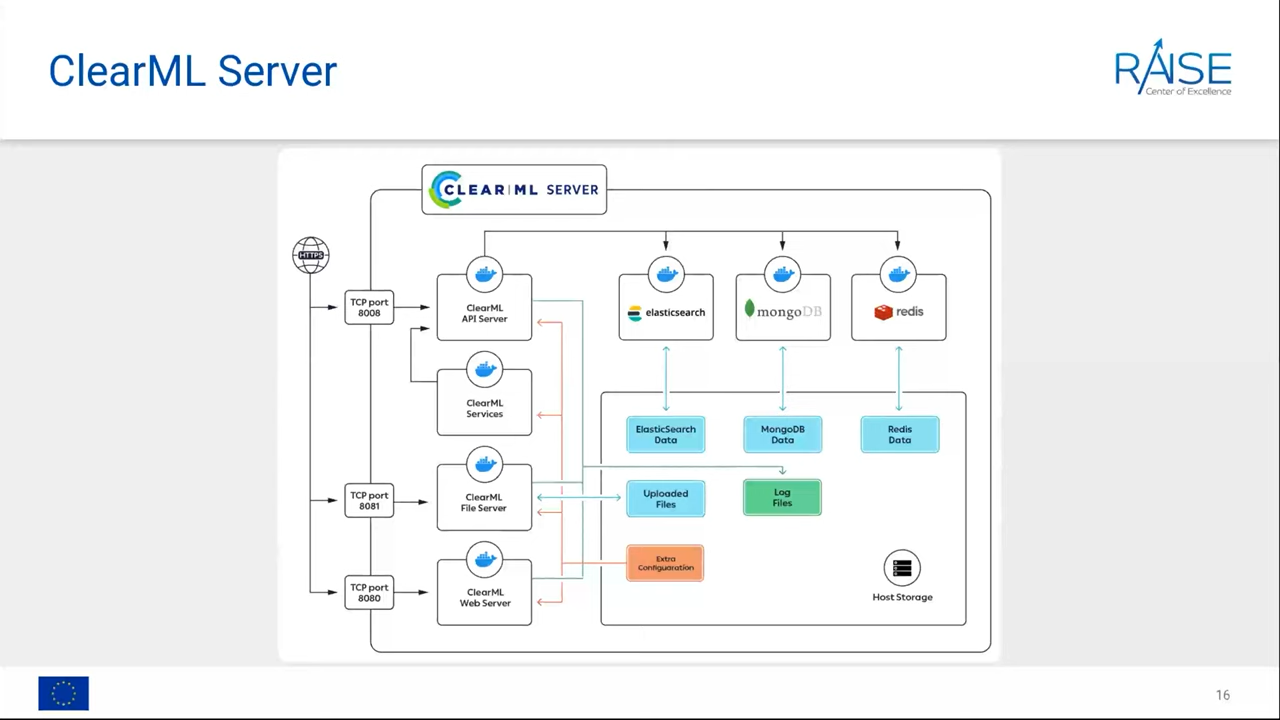 ClearML Server
RAISE
Center of Excellence
CLEAR|ML SERVER
HTTPS
TCP port
8008
ClearML
API Server
elasticsearch
mongoDB
redis
ClearML
Services
ElasticSearch
Data
MongoDB
Data
Redis
Data
TCP port
8081
ClearML
File Server
Uploaded
Files
Log
Files
Extra
Configuaration
TCP port
8080
ClearML
Web Server
Host Storage
16